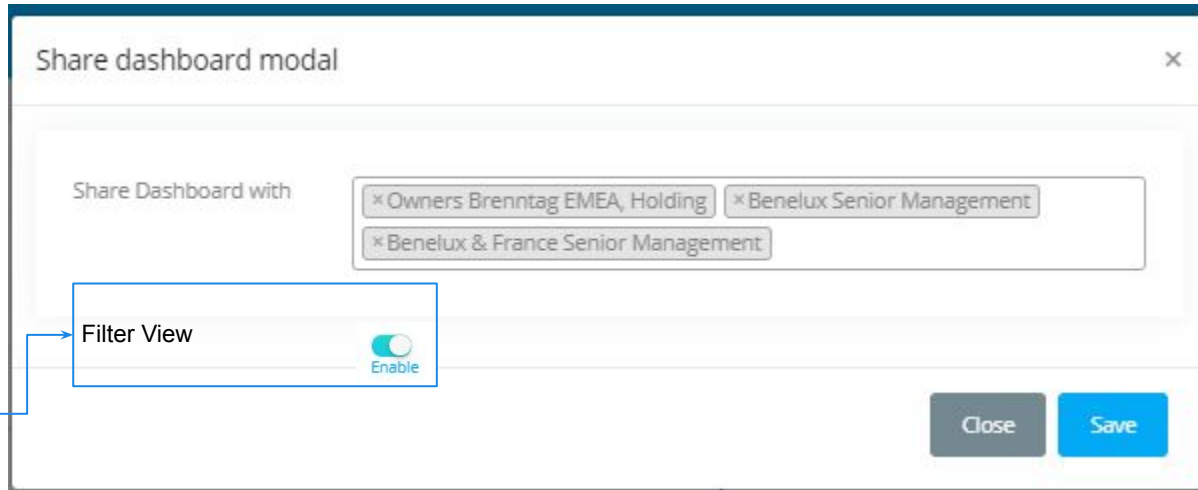 Share dashboard modal ×
Share Dashboard with
×Owners Brenntag EMEA, Holding ×Benelux Senior Management
×Benelux & France Senior Management
Filter View
Enable
Close Save